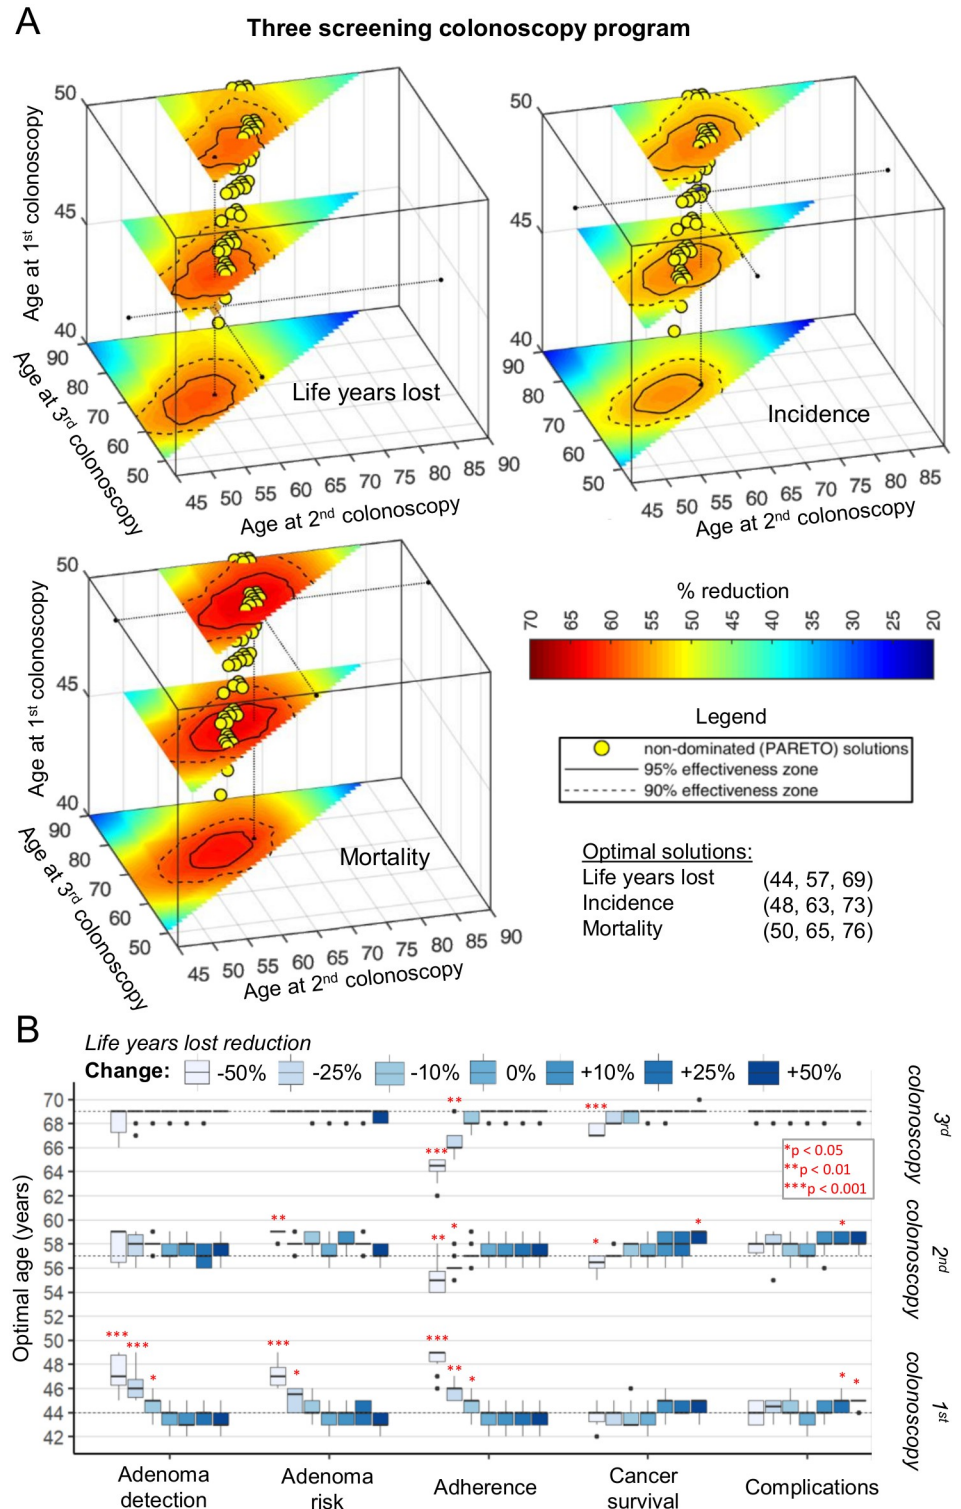 A
Three screening colonoscopy program
50
45
40
90
80
70
60
50
45 50 55 60 65 70 75 80 85 90
Age at 1st colonoscopy
Age at 3rd colonoscopy
Age at 2nd colonoscopy
Life years lost
50
45
40
90
80
70
60
50
45 50 55 60 65 70 75 80 85 90
Age at 2nd colonoscopy
Incidence
50
45
40
90
80
70
60
50
45 50 55 60 65 70 75 80 85 90
Age at 1st colonoscopy
Age at 3rd colonoscopy
Age at 2nd colonoscopy
Mortality
% reduction
70 65 60 55 50 45 40 35 30 25 20
Legend
non-dominated (PARETO) solutions
95% effectiveness zone
90% effectiveness zone
Optimal solutions:
Life years lost (44, 57, 69)
Incidence (48, 63, 73)
Mortality (50, 65, 76)
B
Life years lost reduction
Change: -50% -25% -10% 0% +10% +25% +50%
Optimal age (years)
70
68
66
64
62
60
58
56
54
52
50
48
46
44
42
** *** ***
*p < 0.05
**p < 0.01
***p < 0.001
** ** * * * *
*** *** * *** * *** ** * * *
3rd colonoscopy
2nd colonoscopy
1st colonoscopy
Adenoma detection
Adenoma risk
Adherence
Cancer survival
Complications